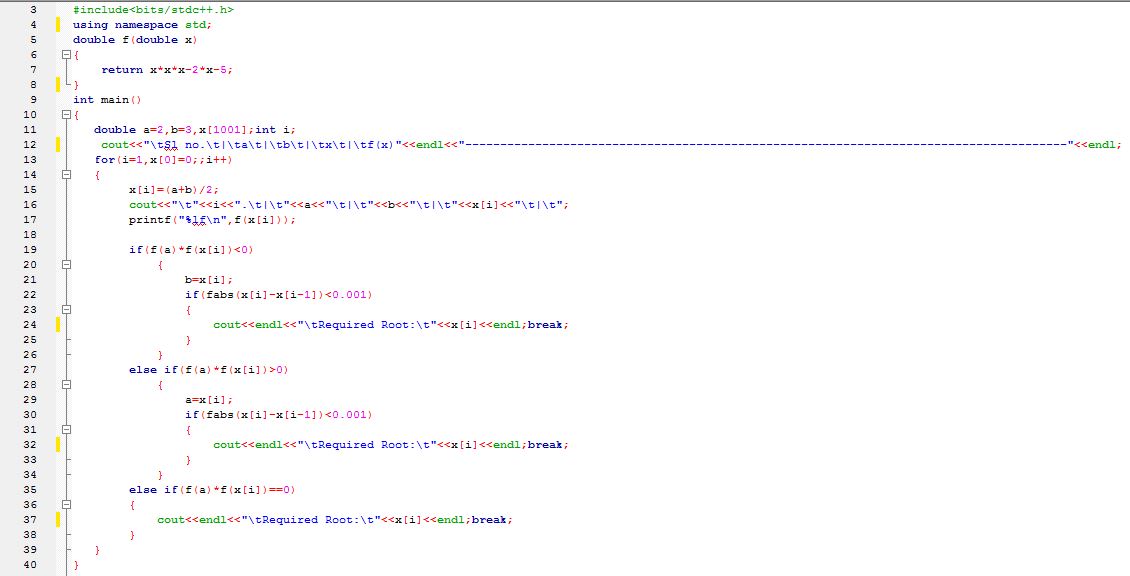 3 #include<bits/stdc++.h>
4 using namespace std;
5 double f(double x)
6 {
7 return x*x*x-2*x-5;
8 }
9 int main()
10 {
11 double a=2,b=3,x[1001];int i;
12 cout<<"\tSl no.\t|\ta\t|\tb\t|\tx\t|\tf(x)"<<endl<<"--------------------------------------------------------------------------------------"<<endl;
13 for(i=1,x[0]=0;;i++)
14 {
15 x[i]=(a+b)/2;
16 cout<<"\t"<<i<<".\t|\t"<<a<<"\t|\t"<<b<<"\t|\t"<<x[i]<<"\t|\t";
17 printf("%lf\n",f(x[i]));
18
19 if(f(a)*f(x[i])<0)
20 {
21 b=x[i];
22 if(fabs(x[i]-x[i-1])<0.001)
23 {
24 cout<<endl<<"\tRequired Root:\t"<<x[i]<<endl;break;
25 }
26 }
27 else if(f(a)*f(x[i])>0)
28 {
29 a=x[i];
30 if(fabs(x[i]-x[i-1])<0.001)
31 {
32 cout<<endl<<"\tRequired Root:\t"<<x[i]<<endl;break;
33 }
34 }
35 else if(f(a)*f(x[i])==0)
36 {
37 cout<<endl<<"\tRequired Root:\t"<<x[i]<<endl;break;
38 }
39 }
40 }